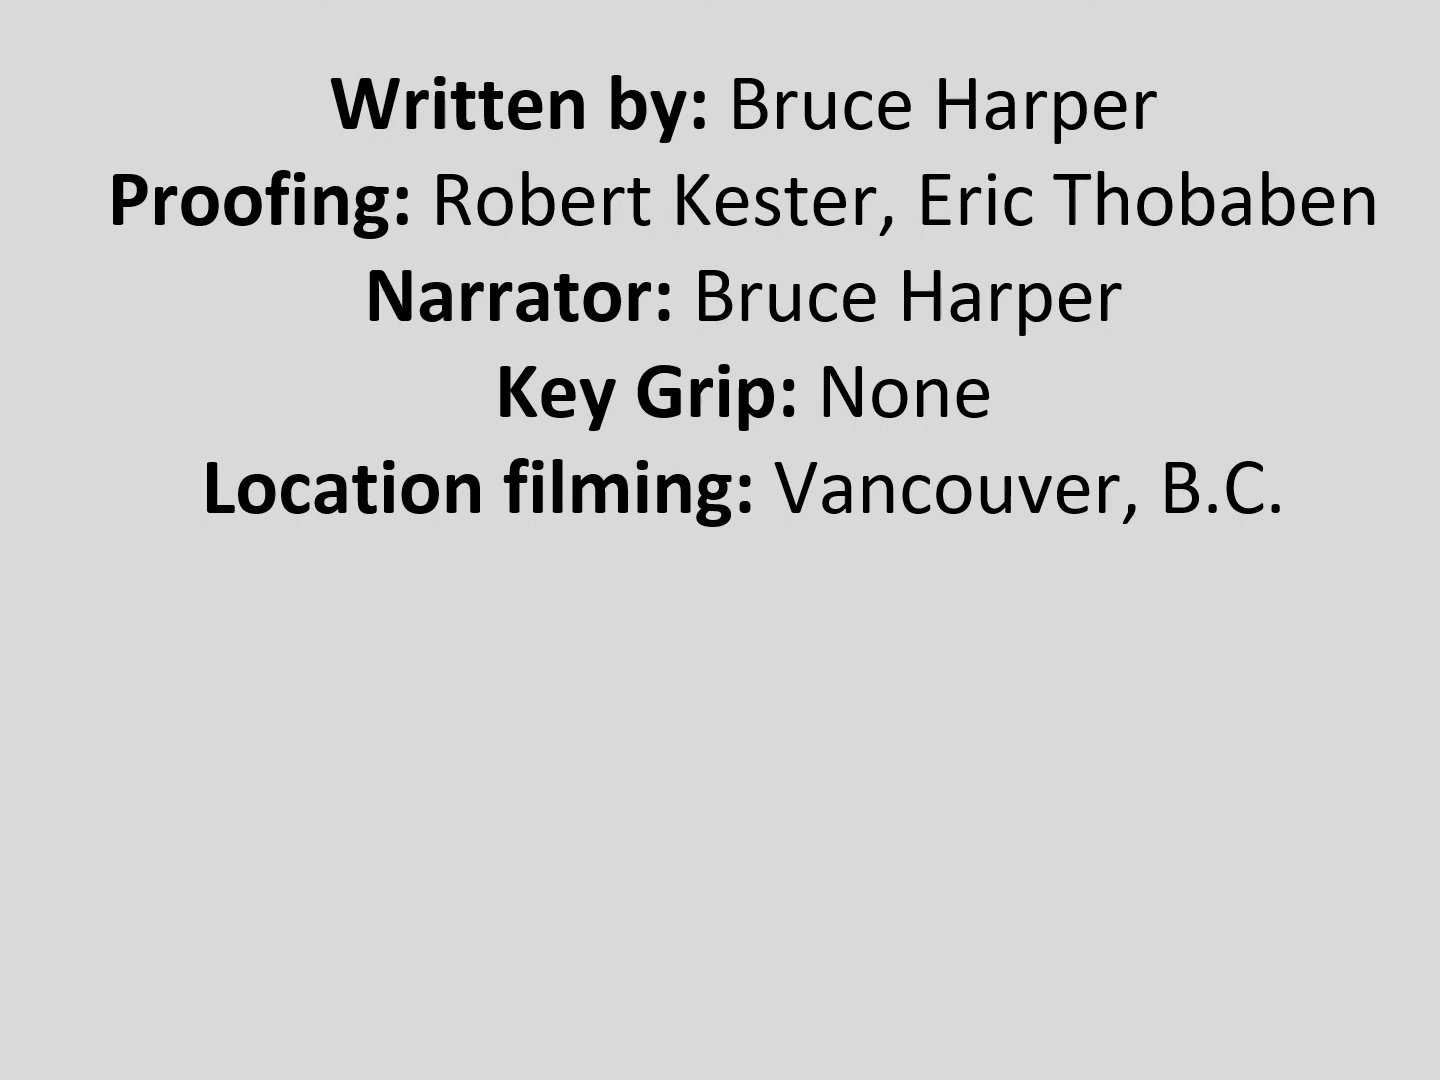 Written by: Bruce Harper
Proofing: Robert Kester, Eric Thobaben
Narrator: Bruce Harper
Key Grip: None
Location filming: Vancouver, B.C.